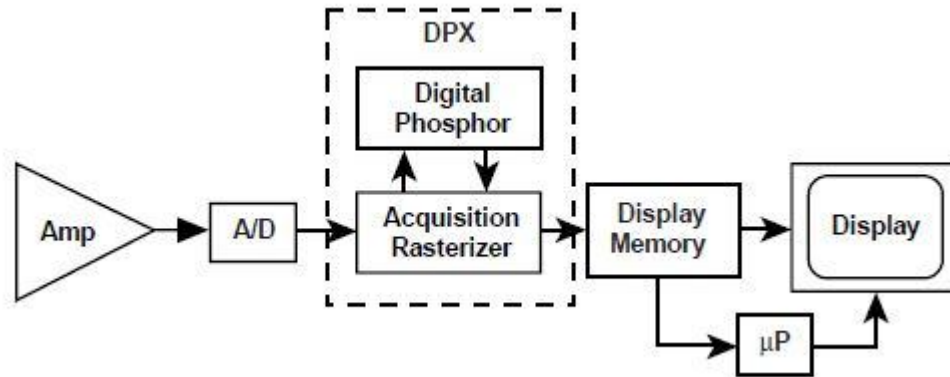 DPX
Digital
Phosphor
Amp
A/D
Acquisition
Rasterizer
Display
Memory
Display
μP